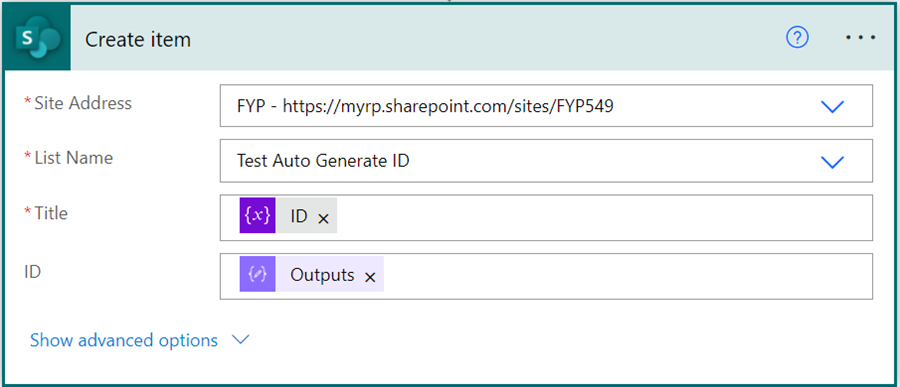 Create item
* Site Address
FYP - https://myrp.sharepoint.com/sites/FYP549
* List Name
Test Auto Generate ID
* Title
{x} ID ×
ID
Outputs ×
Show advanced options